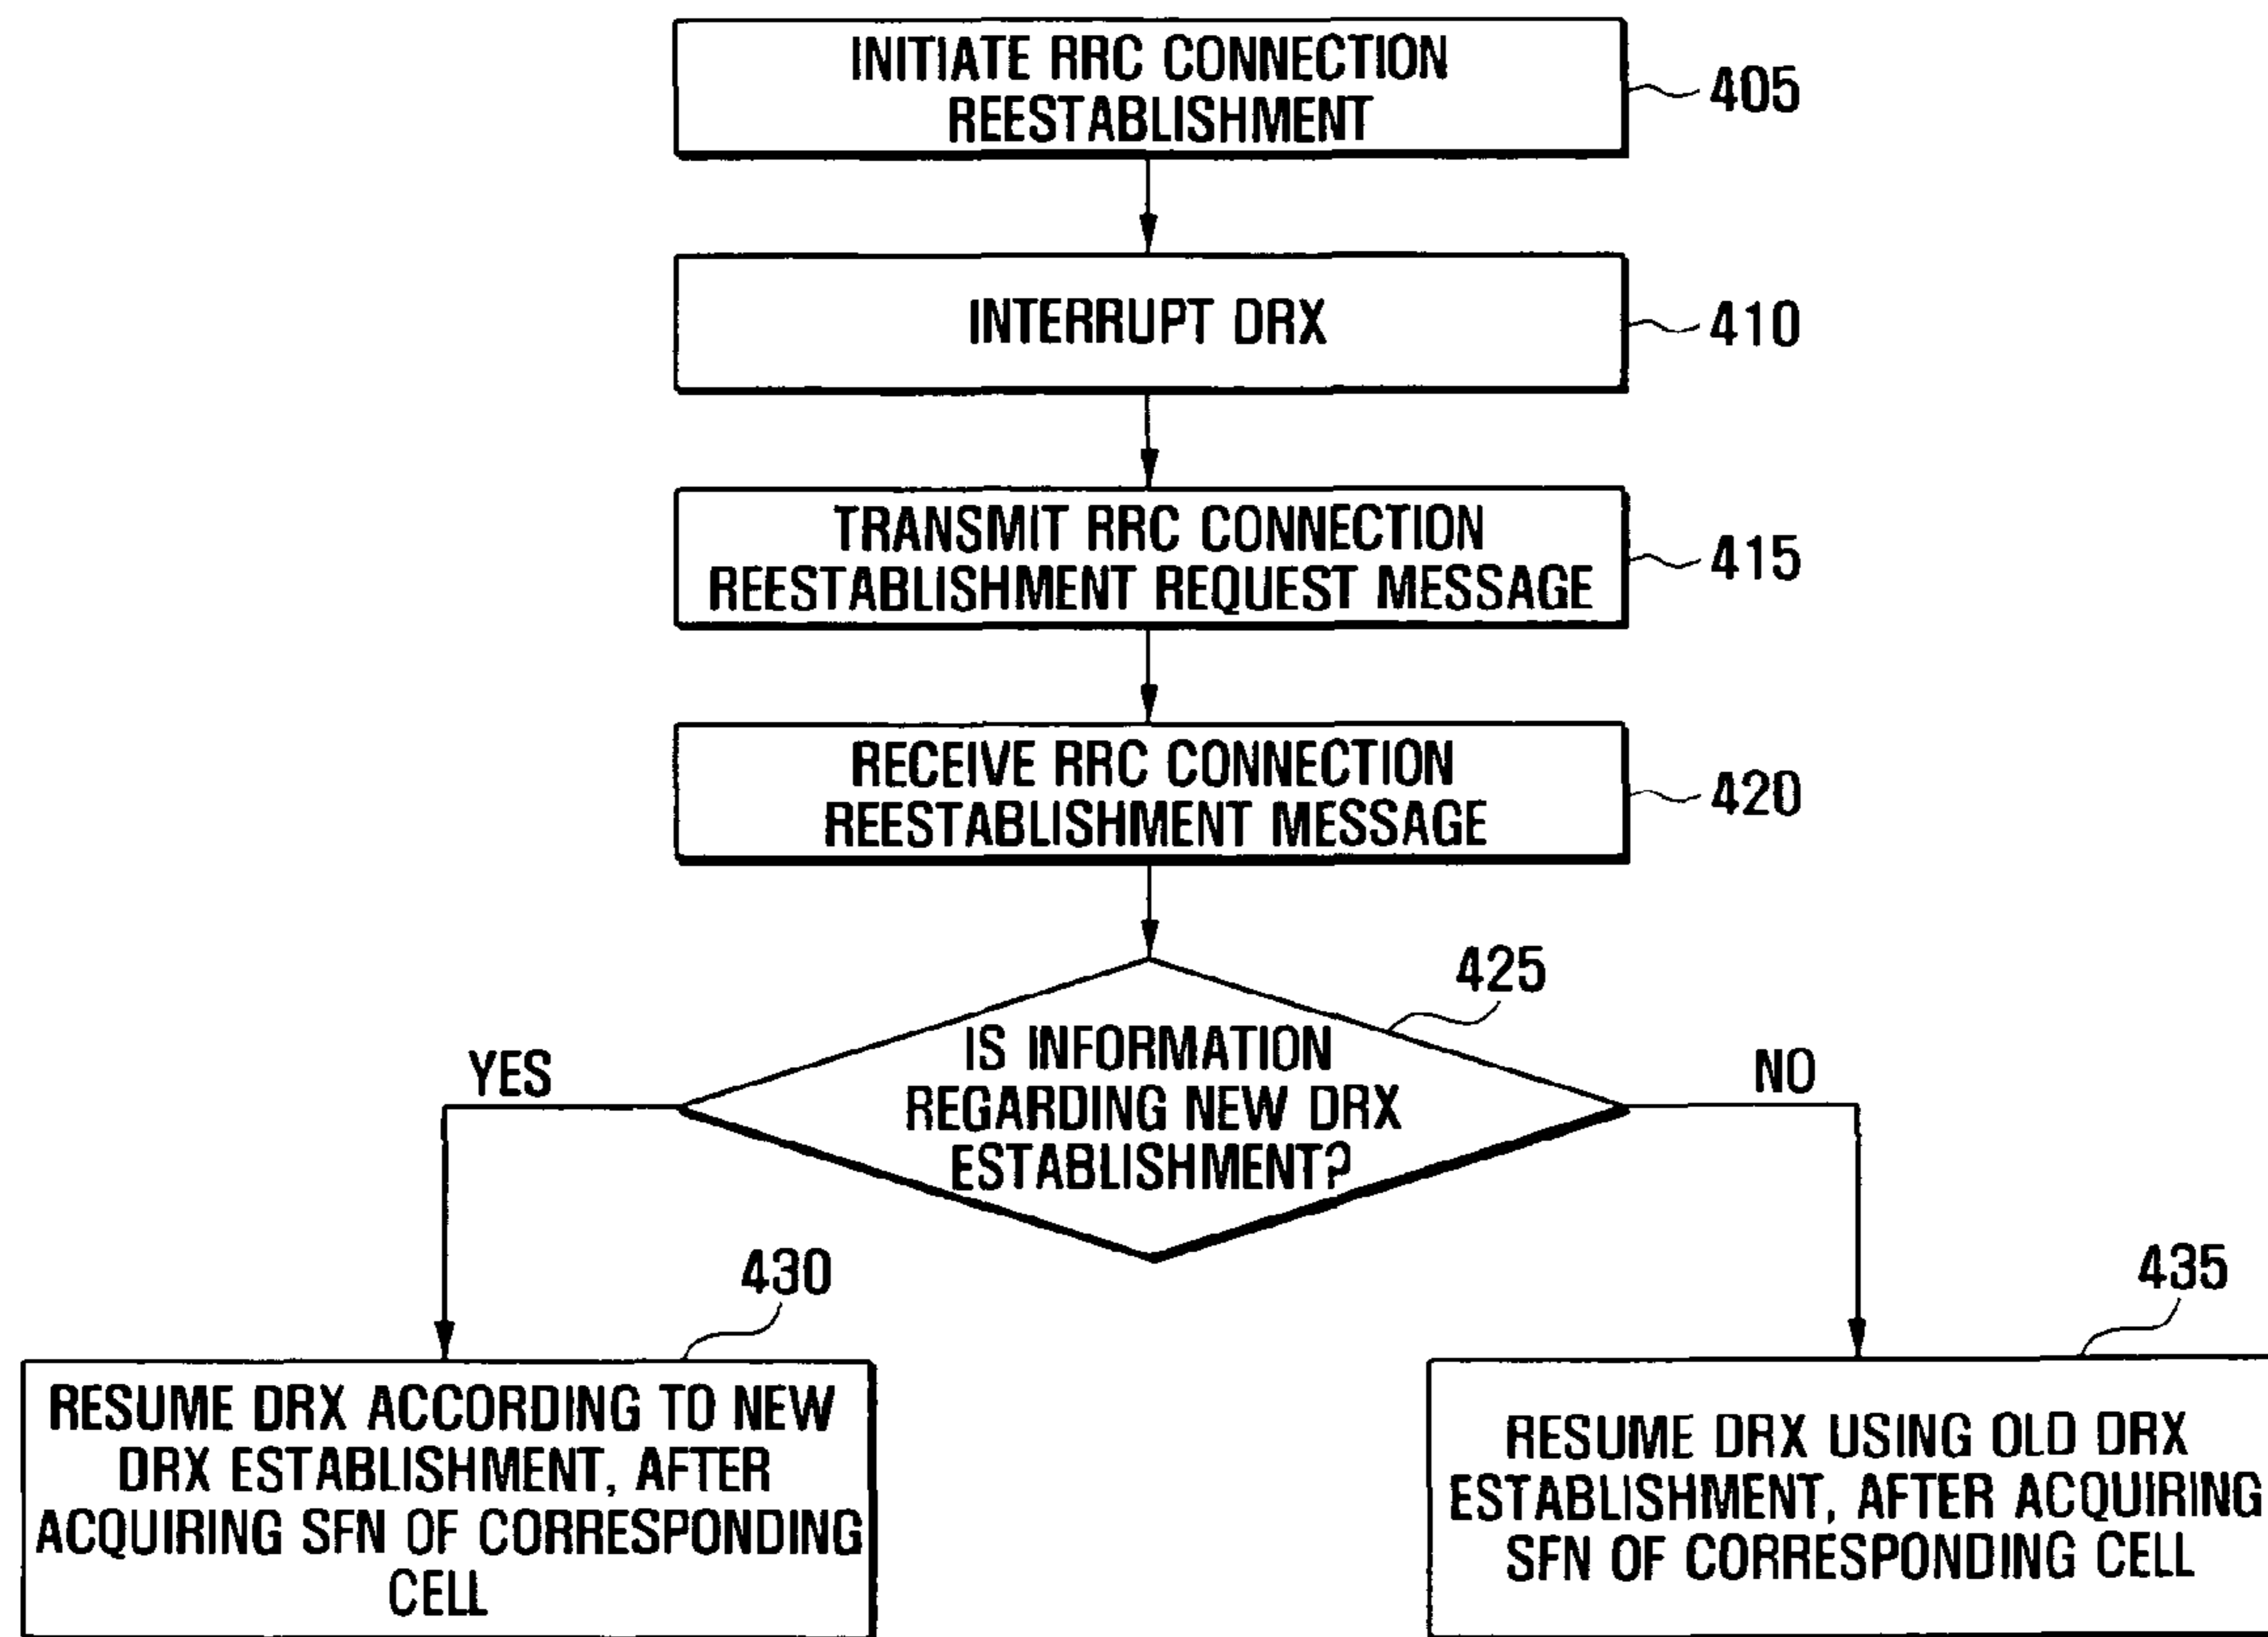 INITIATE RRC CONNECTION
REESTABLISHMENT
405
INTERRUPT DRX
410
TRANSMIT RRC CONNECTION
REESTABLISHMENT REQUEST MESSAGE
415
RECEIVE RRC CONNECTION
REESTABLISHMENT MESSAGE
420
425
IS INFORMATION
REGARDING NEW DRX
ESTABLISHMENT?
YES
NO
430
RESUME DRX ACCORDING TO NEW
DRX ESTABLISHMENT, AFTER
ACQUIRING SFN OF CORRESPONDING
CELL
435
RESUME DRX USING OLD DRX
ESTABLISHMENT, AFTER ACQUIRING
SFN OF CORRESPONDING CELL